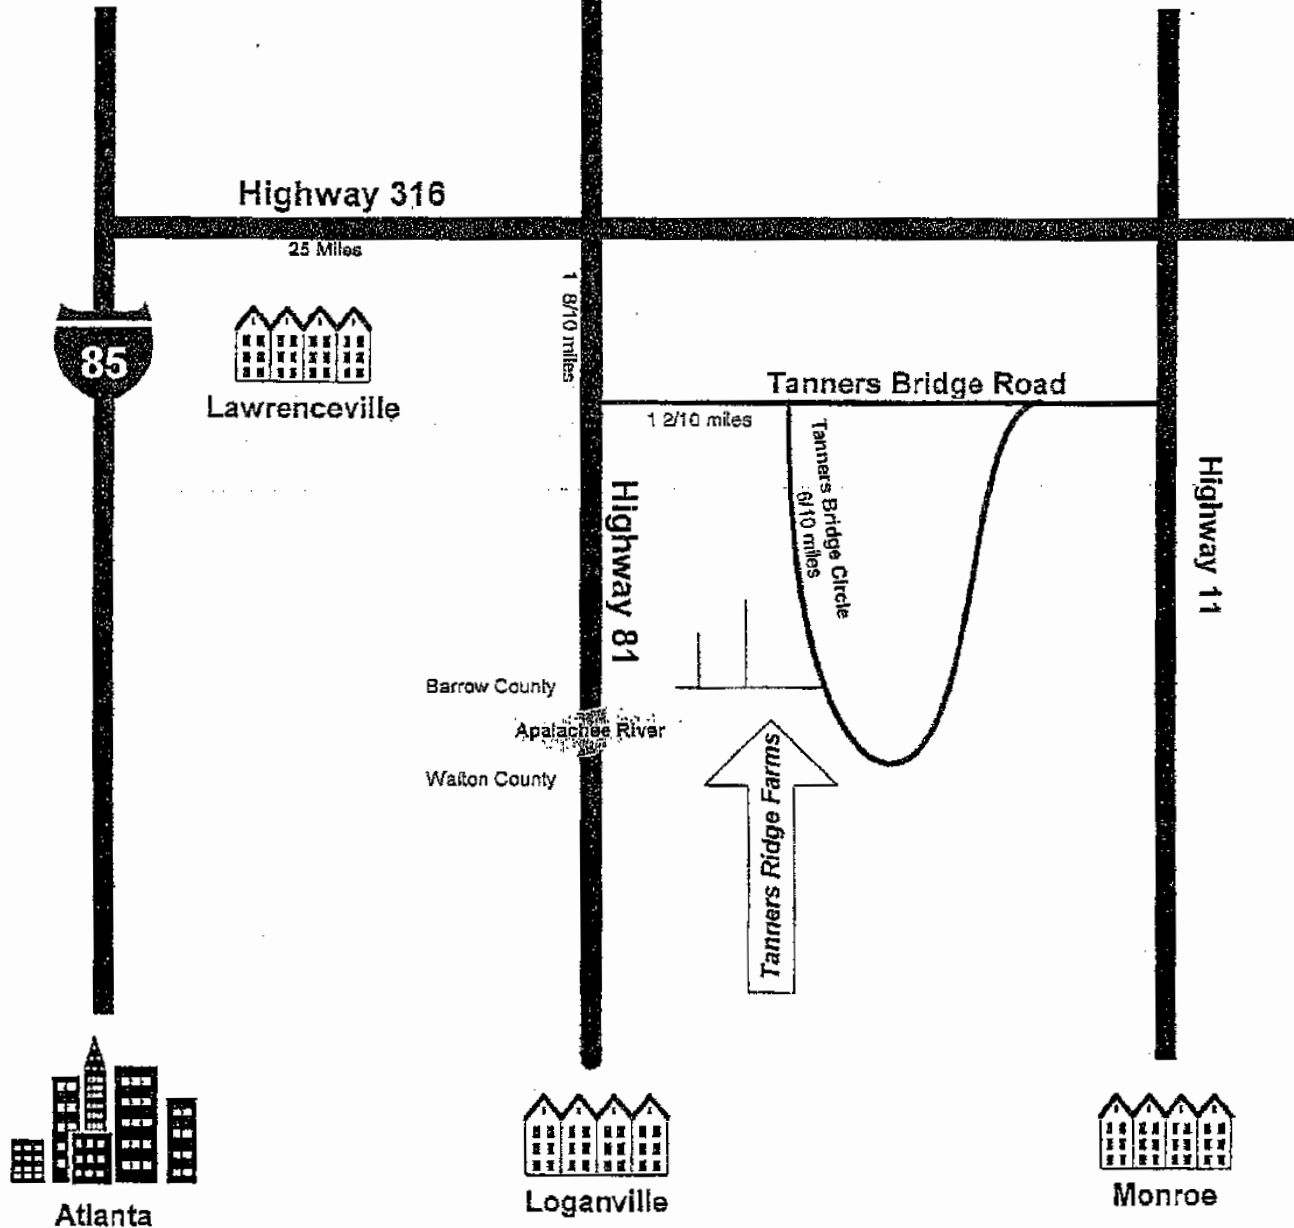 Highway 316
25 Miles
1 8/10 miles
85
Lawrenceville
Tanners Bridge Road
1 2/10 miles
Tanners Bridge Circle
6/10 miles
Highway 81
Highway 11
Barrow County
Apalachee River
Walton County
Tanners Ridge Farms
Atlanta
Loganville
Monroe